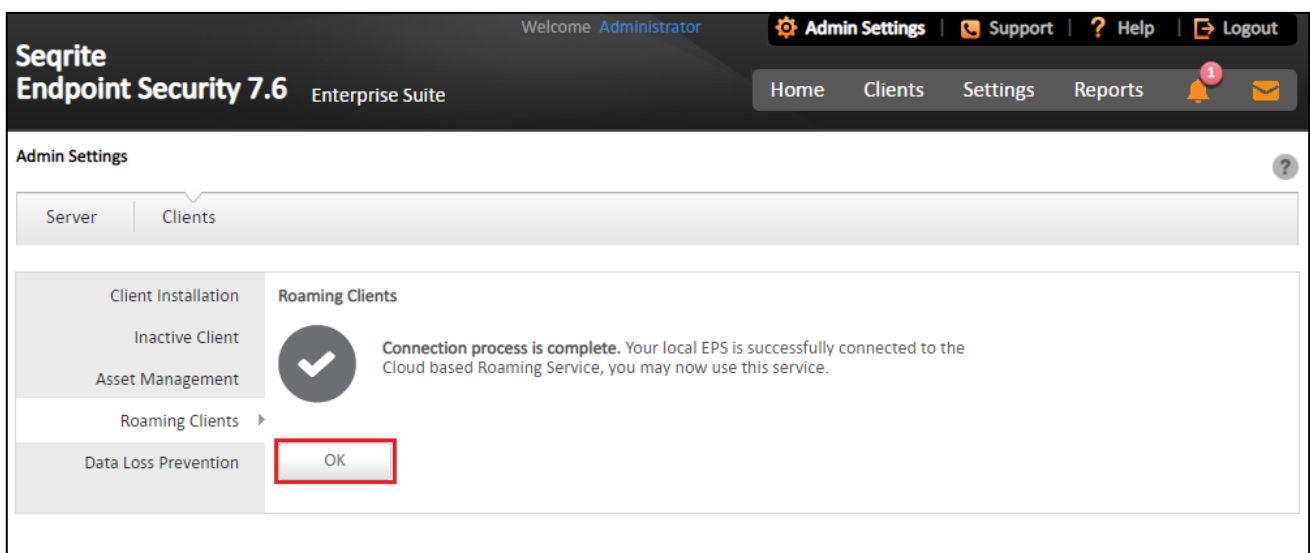 Welcome Administrator
Admin Settings | Support | ? Help | Logout
Seqrite
Endpoint Security 7.6 Enterprise Suite
Home Clients Settings Reports 1
Admin Settings
?
Server Clients
Client Installation
Inactive Client
Asset Management
Roaming Clients
Data Loss Prevention
Roaming Clients
Connection process is complete. Your local EPS is successfully connected to the
Cloud based Roaming Service, you may now use this service.
OK